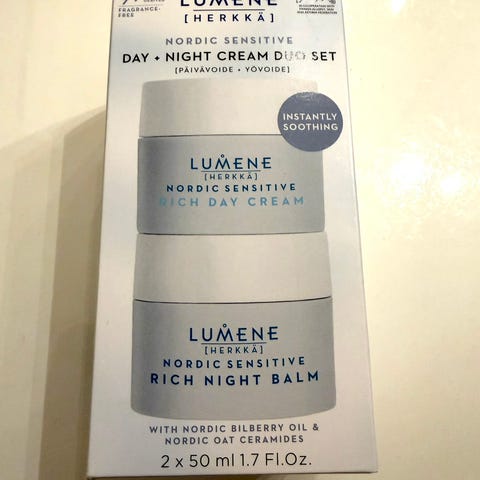 LUMENE
[HERKKÄ]
FRAGRANCE-
FREE
NORDIC SENSITIVE
DAY + NIGHT CREAM DUO SET
[PÄIVÄVOIDE + YÖVOIDE]
INSTANTLY
SOOTHING
LUMENE
[HERKKÄ]
NORDIC SENSITIVE
RICH DAY CREAM
LUMENE
[HERKKÄ]
NORDIC SENSITIVE
RICH NIGHT BALM
WITH NORDIC BILBERRY OIL &
NORDIC OAT CERAMIDES
2 x 50 ml 1.7 Fl.Oz.